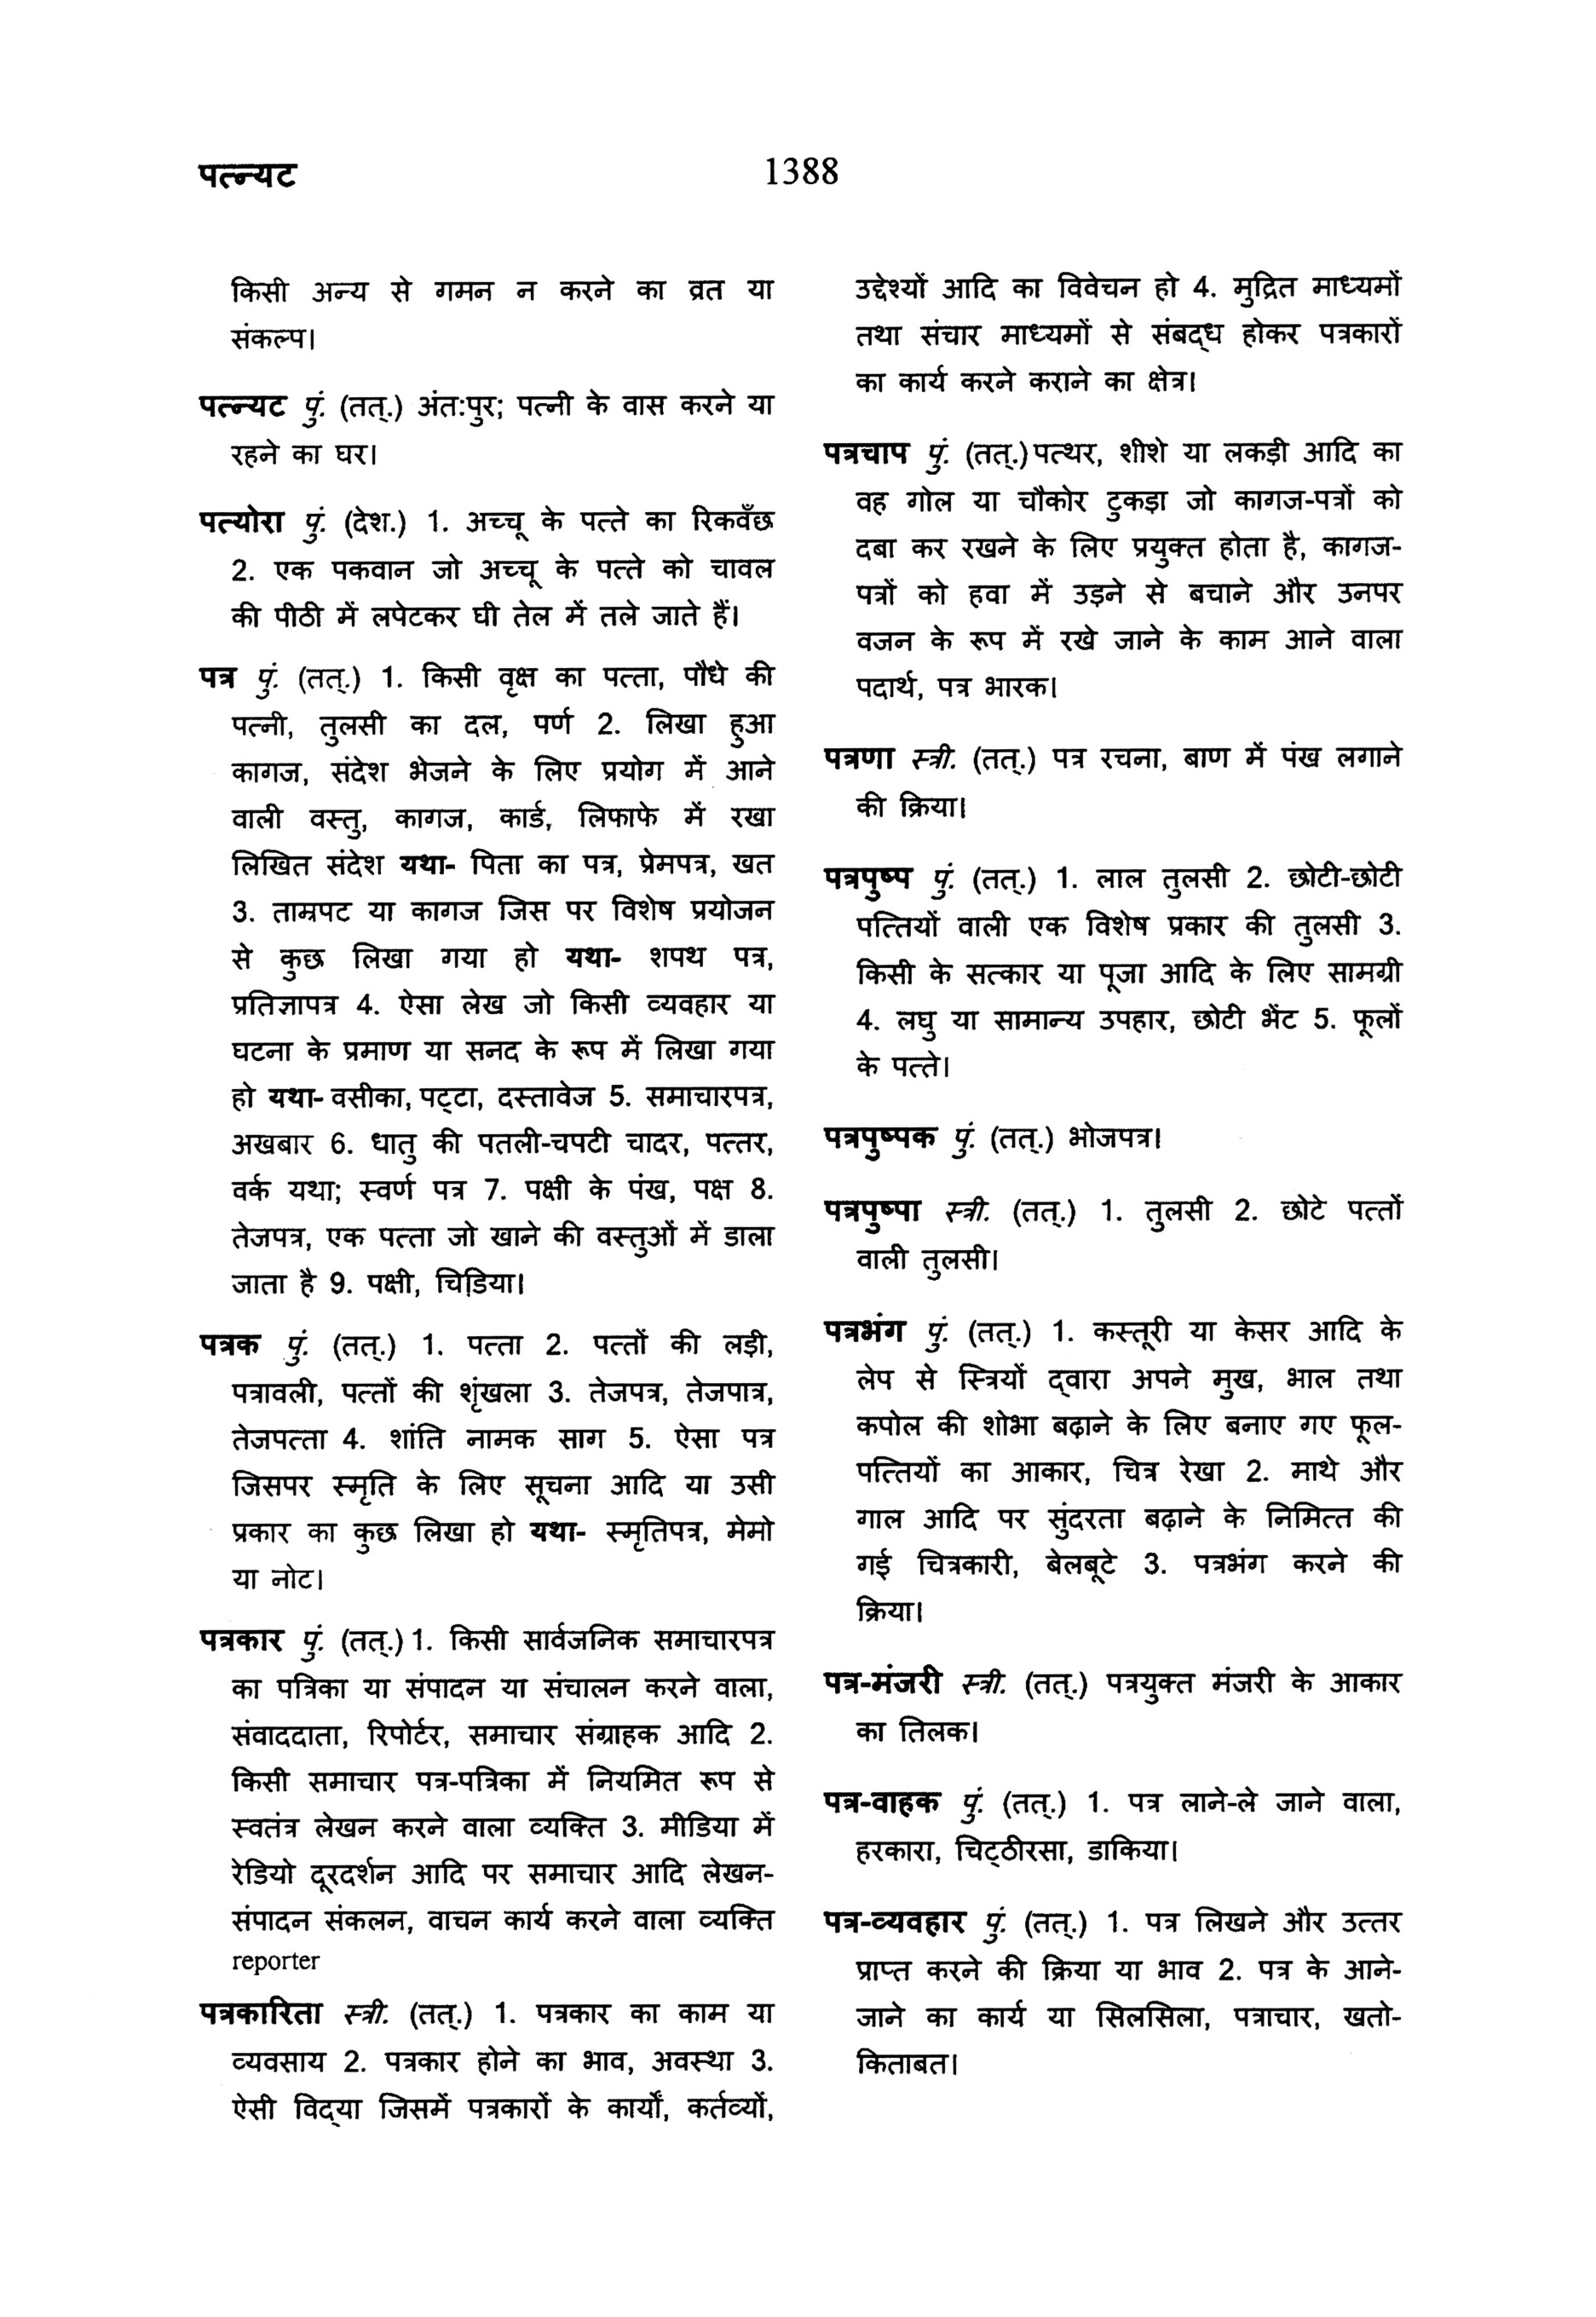 पत्न्यट
1388
किसी अन्य से गमन न करने का व्रत या
संकल्प।
पत्न्यट पुं. (तत्.) अंत:पुर; पत्नी के वास करने या
रहने का घर।
पत्योरा पुं. (देश.) 1. अच्चू के पत्ते का रिकवँछ
2. एक पकवान जो अच्चू के पत्ते को चावल
की पीठी में लपेटकर घी तेल में तले जाते हैं।
पत्र पुं. (तत्.) 1. किसी वृक्ष का पत्ता, पौधे की
पत्नी, तुलसी का दल, पर्ण 2. लिखा हुआ
कागज, संदेश भेजने के लिए प्रयोग में आने
वाली वस्तु, कागज, कार्ड, लिफाफे में रखा
लिखित संदेश यथा- पिता का पत्र, प्रेमपत्र, खत
3. ताम्रपट या कागज जिस पर विशेष प्रयोजन
से कुछ लिखा गया हो यथा- शपथ पत्र,
प्रतिज्ञापत्र 4. ऐसा लेख जो किसी व्यवहार या
घटना के प्रमाण या सनद के रूप में लिखा गया
हो यथा- वसीका, पट्‌टा, दस्तावेज 5. समाचारपत्र,
अखबार 6. धातु की पतली-चपटी चादर, पत्तर,
वर्क यथा; स्वर्ण पत्र 7. पक्षी के पंख, पक्ष 8.
तेजपत्र, एक पत्ता जो खाने की वस्तुओं में डाला
जाता है 9. पक्षी, चिडि़या।
पत्रक पुं. (तत्.) 1. पत्ता 2. पत्तों की लड़ी,
पत्रावली, पत्तों की शृंखला 3. तेजपत्र, तेजपात्र,
तेजपत्ता 4. शांति नामक साग 5. ऐसा पत्र
जिसपर स्मृति के लिए सूचना आदि या उसी
प्रकार का कुछ लिखा हो यथा- स्मृतिपत्र, मेमो
या नोट।
पत्रकार पुं. (तत्.) 1. किसी सार्वजनिक समाचारपत्र
का पत्रिका या संपादन या संचालन करने वाला,
संवाददाता, रिपोर्टर, समाचार संग्राहक आदि 2.
किसी समाचार पत्र-पत्रिका में नियमित रूप से
स्वतंत्र लेखन करने वाला व्यक्ति 3. मीडिया में
रेडियो दूरदर्शन आदि पर समाचार आदि लेखन-
संपादन संकलन, वाचन कार्य करने वाला व्यक्ति
reporter
पत्रकारिता स्त्री. (तत्.) 1. पत्रकार का काम या
व्यवसाय 2. पत्रकार होने का भाव, अवस्था 3.
ऐसी विद्‌या जिसमें पत्रकारों के कार्यों, कर्तव्यों,
उद्देश्यों आदि का विवेचन हो 4. मुद्रित माध्यमों
तथा संचार माध्यमों से संबद्‌ध होकर पत्रकारों
का कार्य करने कराने का क्षेत्र।
पत्रचाप पुं. (तत्.) पत्थर, शीशे या लकड़ी आदि का
वह गोल या चौकोर टुकड़ा जो कागज-पत्रों को
दबा कर रखने के लिए प्रयुक्त होता है, कागज-
पत्रों को हवा में उड़ने से बचाने और उनपर
वजन के रूप में रखे जाने के काम आने वाला
पदार्थ, पत्र भारक।
पत्रणा स्त्री. (तत्.) पत्र रचना, बाण में पंख लगाने
की क्रिया।
पत्रपुष्प पुं. (तत्.) 1. लाल तुलसी 2. छोटी-छोटी
पत्तियों वाली एक विशेष प्रकार की तुलसी 3.
किसी के सत्कार या पूजा आदि के लिए सामग्री
4. लघु या सामान्य उपहार, छोटी भेंट 5. फूलों
के पत्ते।
पत्रपुष्पक पुं. (तत्.) भोजपत्र।
पत्रपुष्पा स्त्री. (तत्.) 1. तुलसी 2. छोटे पत्तों
वाली तुलसी।
पत्रभंग पुं. (तत्.) 1. कस्तूरी या केसर आदि के
लेप से स्त्रियों द्‌वारा अपने मुख, भाल तथा
कपोल की शोभा बढ़ाने के लिए बनाए गए फूल-
पत्तियों का आकार, चित्र रेखा 2. माथे और
गाल आदि पर सुंदरता बढ़ाने के निमित्त की
गई चित्रकारी, बेलबूटे 3. पत्रभंग करने की
क्रिया।
पत्र-मंजरी स्त्री. (तत्.) पत्रयुक्त मंजरी के आकार
का तिलक।
पत्र-वाहक पुं. (तत्.) 1. पत्र लाने-ले जाने वाला,
हरकारा, चिट्‌ठीरसा, डाकिया।
पत्र-व्यवहार पुं. (तत्.) 1. पत्र लिखने और उत्तर
प्राप्त करने की क्रिया या भाव 2. पत्र के आने-
जाने का कार्य या सिलसिला, पत्राचार, खतो-
किताबत।